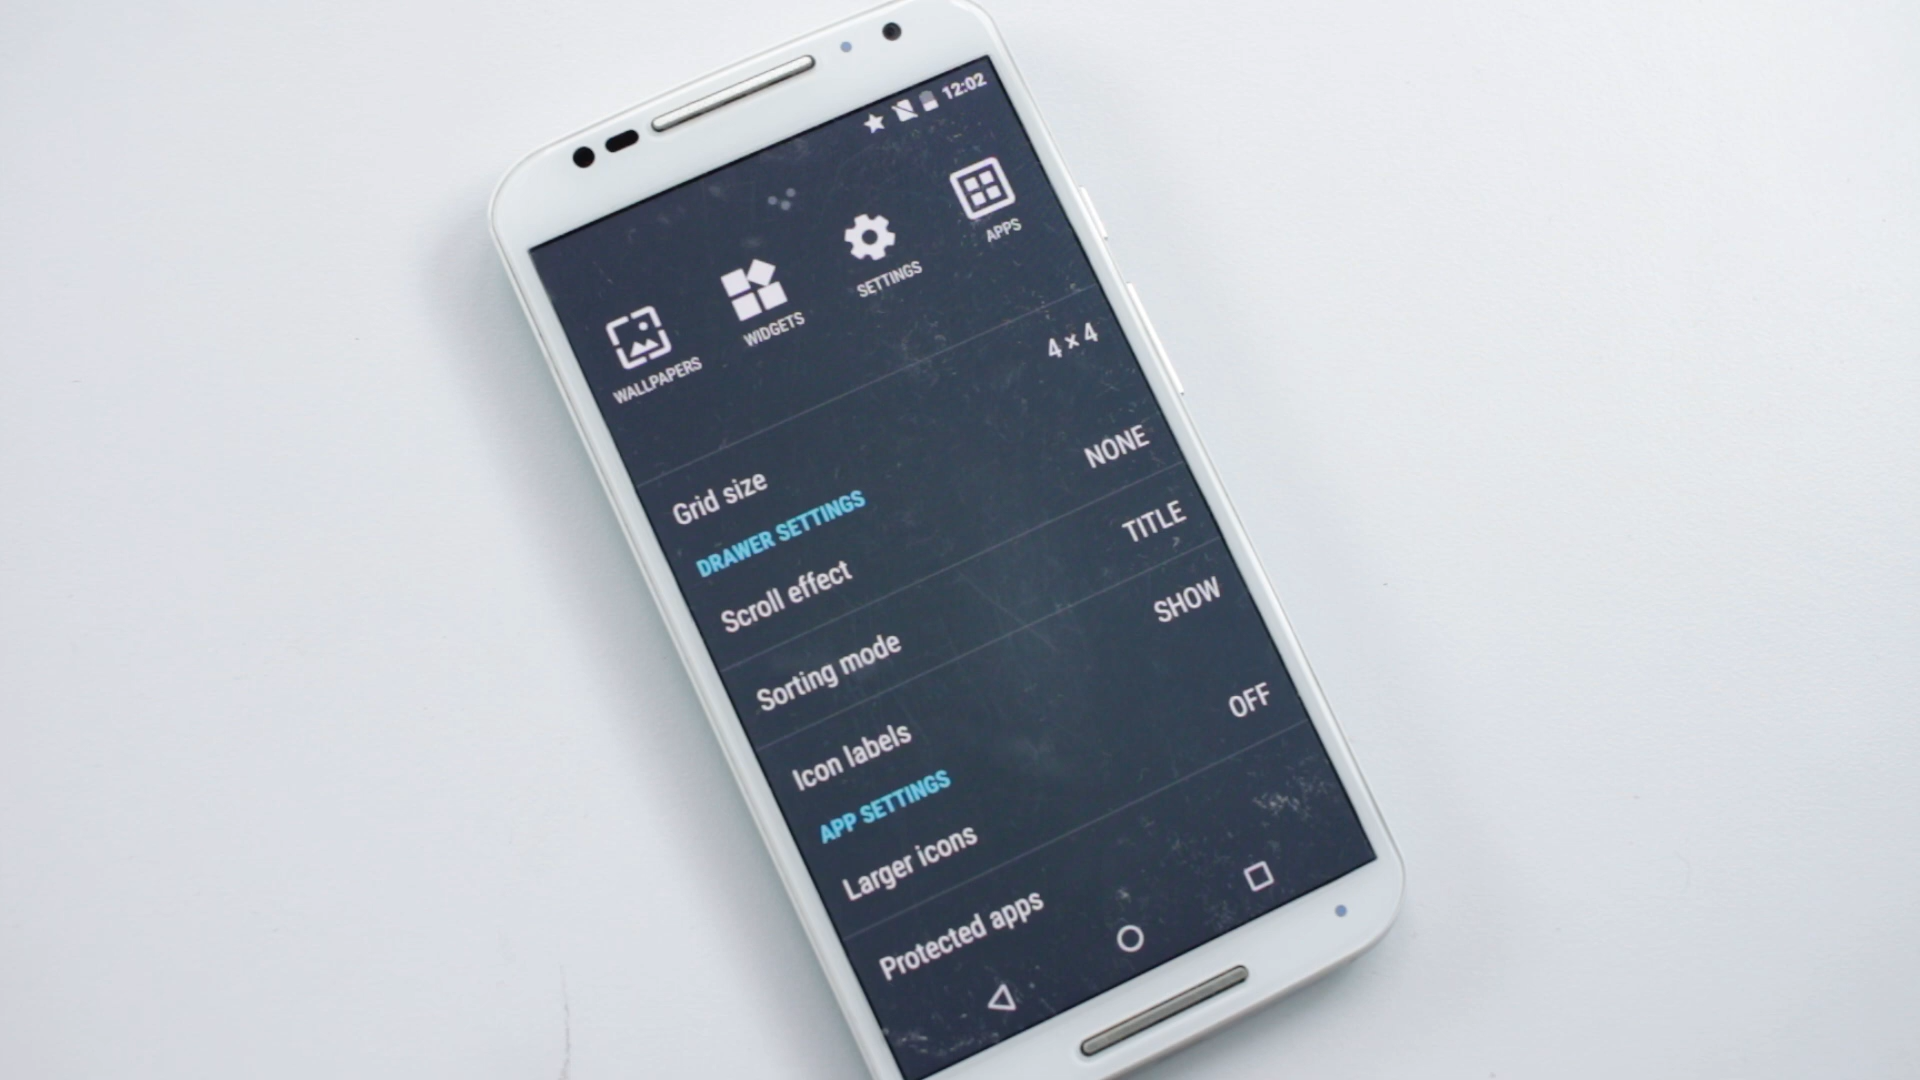 12:02
WALLPAPERS WIDGETS SETTINGS APPS
Grid size 4 × 4
DRAWER SETTINGS
Scroll effect NONE
Sorting mode TITLE
Icon labels SHOW
APP SETTINGS
Larger icons OFF
Protected apps